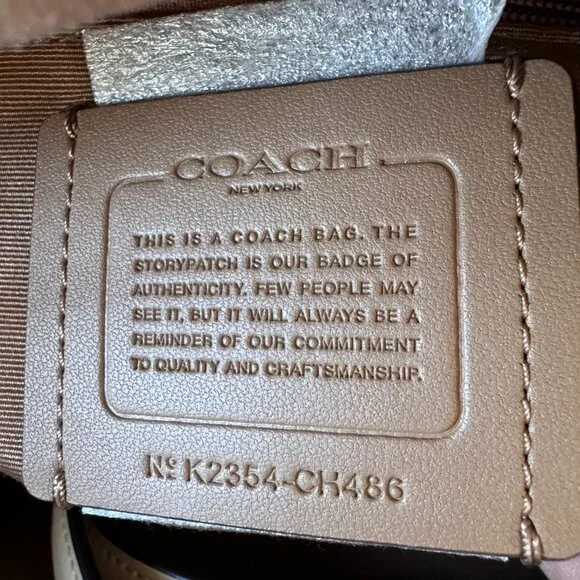 COACH
NEW YORK
THIS IS A COACH BAG. THE
STORYPATCH IS OUR BADGE OF
AUTHENTICITY. FEW PEOPLE MAY
SEE IT, BUT IT WILL ALWAYS BE A
REMINDER OF OUR COMMITMENT
TO QUALITY AND CRAFTSMANSHIP.
Nº K2354-CH486